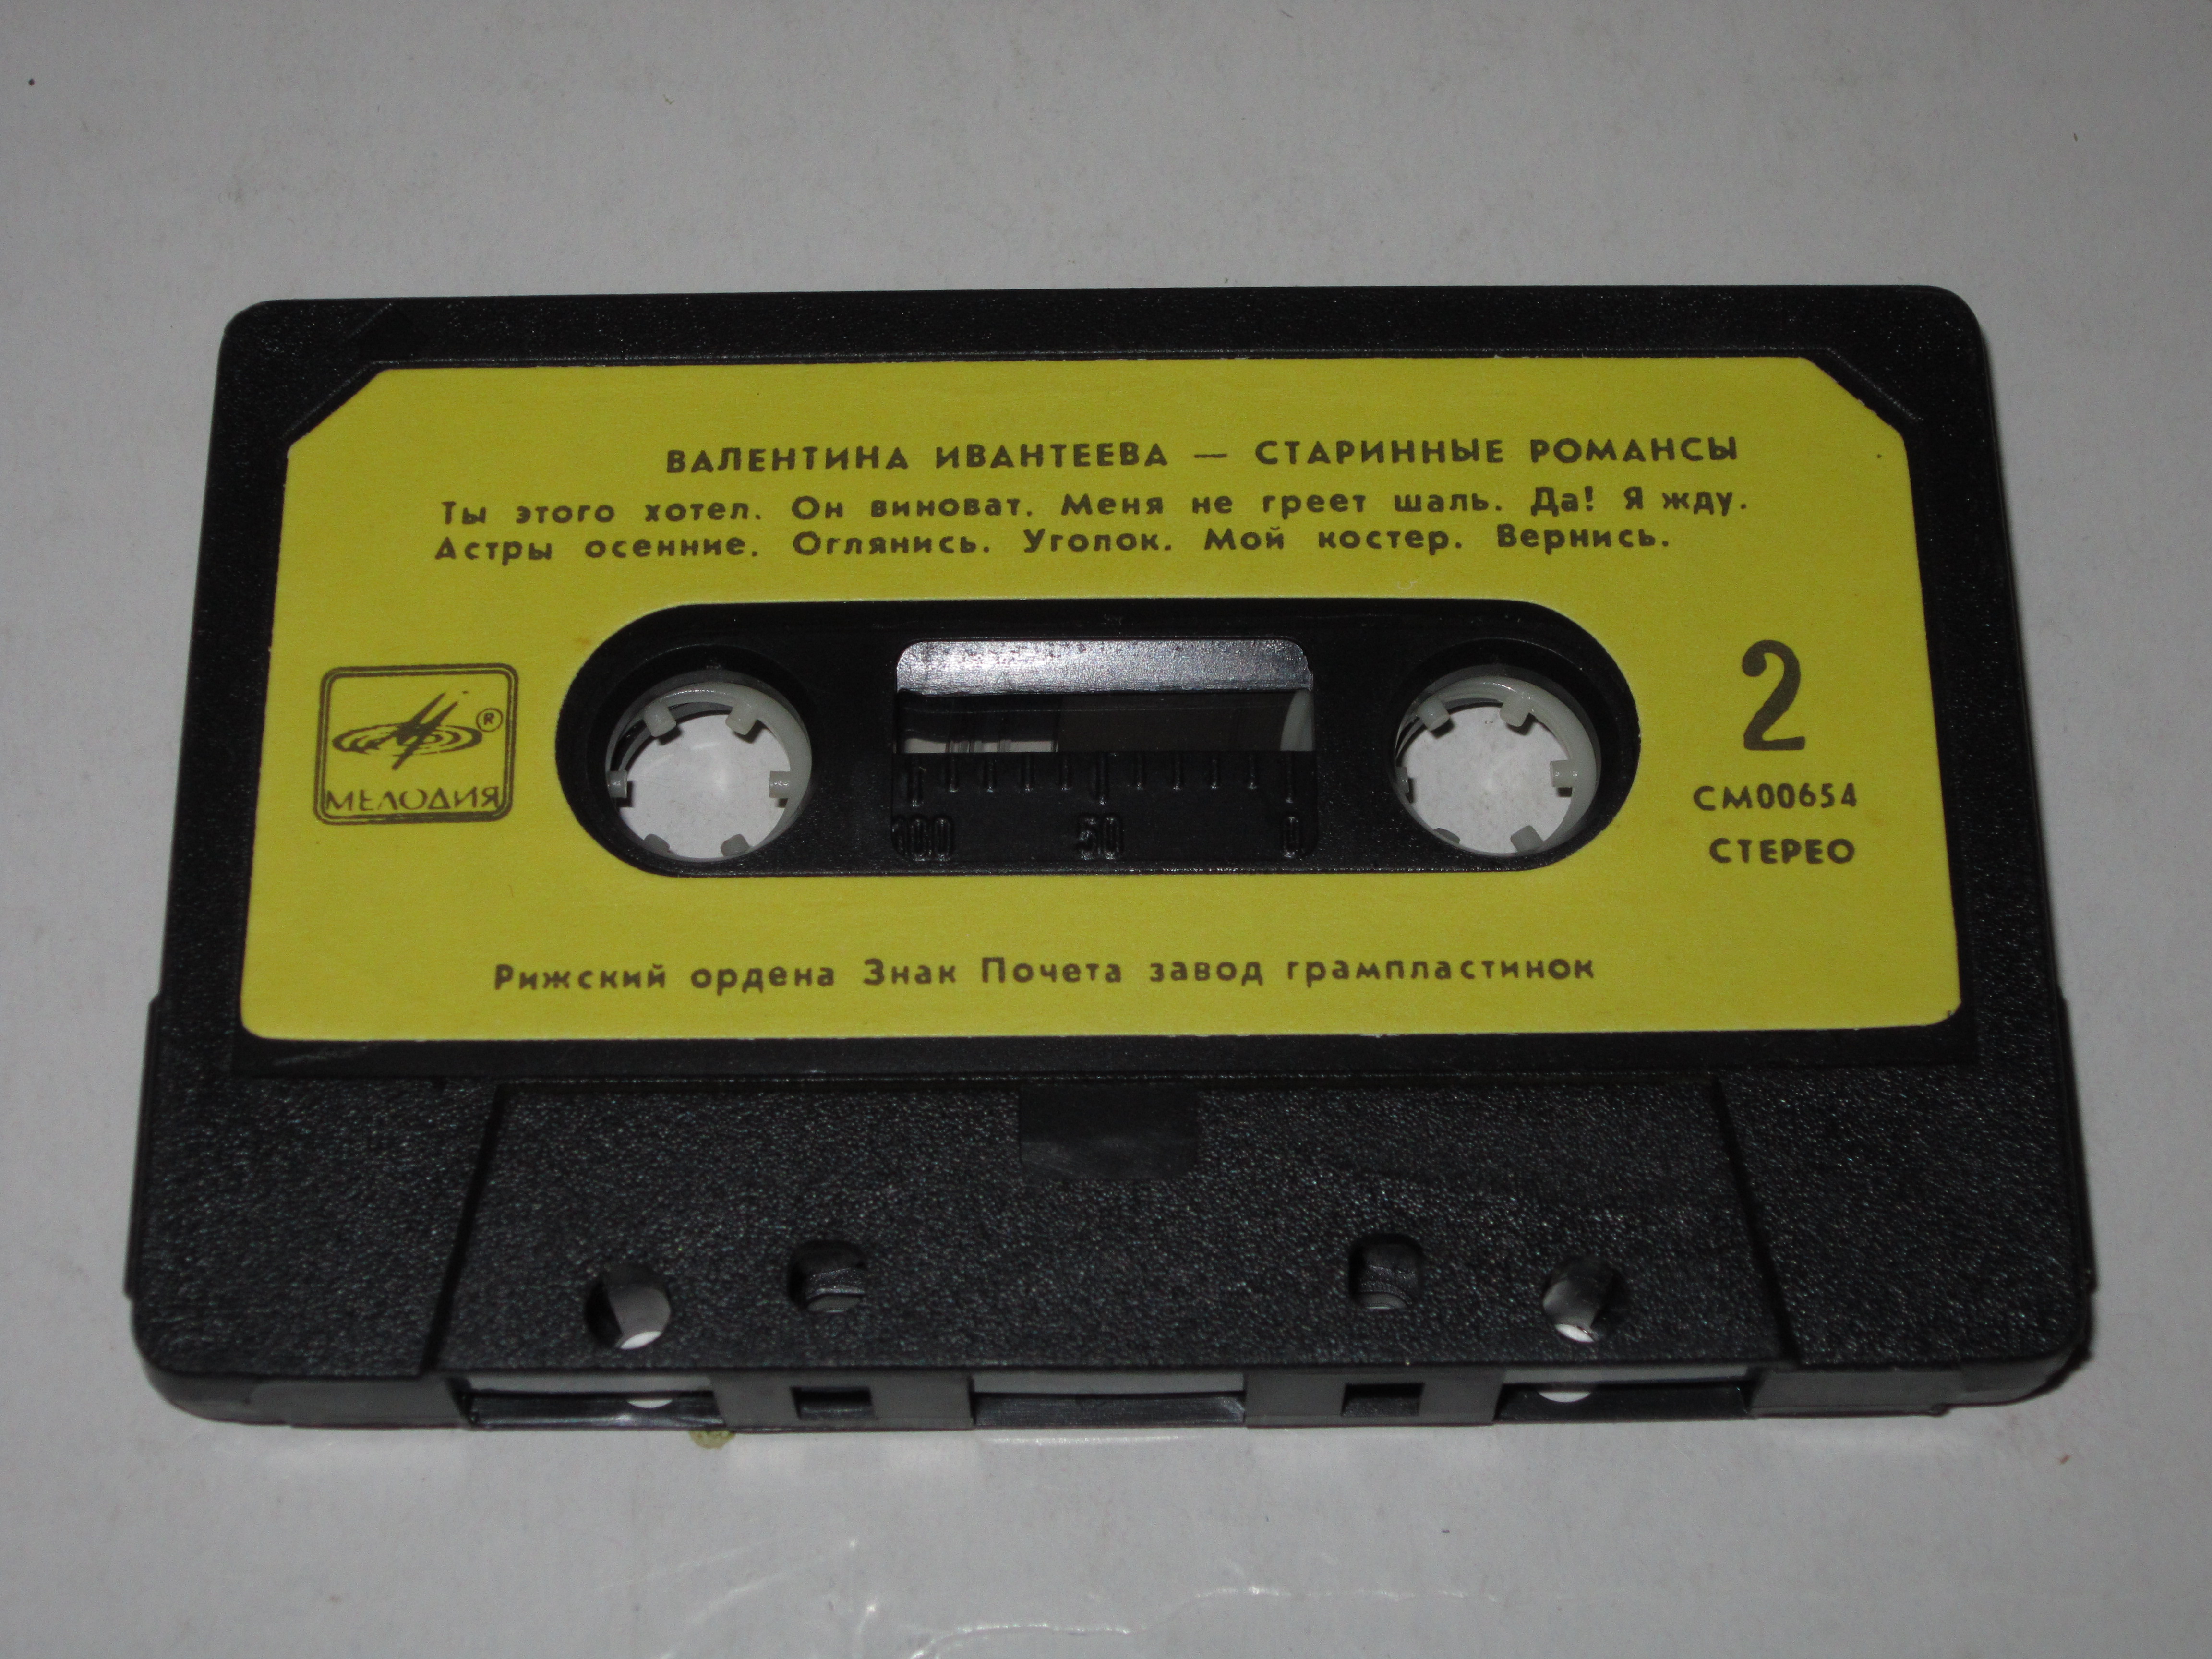 ВАЛЕНТИНА ИВАНТЕЕВА — СТАРИННЫЕ РОМАНСЫ
Ты этого хотел. Он виноват. Меня не греет шаль. Да! Я жду.
Астры осенние. Оглянись. Уголок. Мой костер. Вернись.
®
МЕЛОДИЯ
2
СМ00654
СТЕРЕО
100 50 0
Рижский ордена Знак Почета завод грампластинок